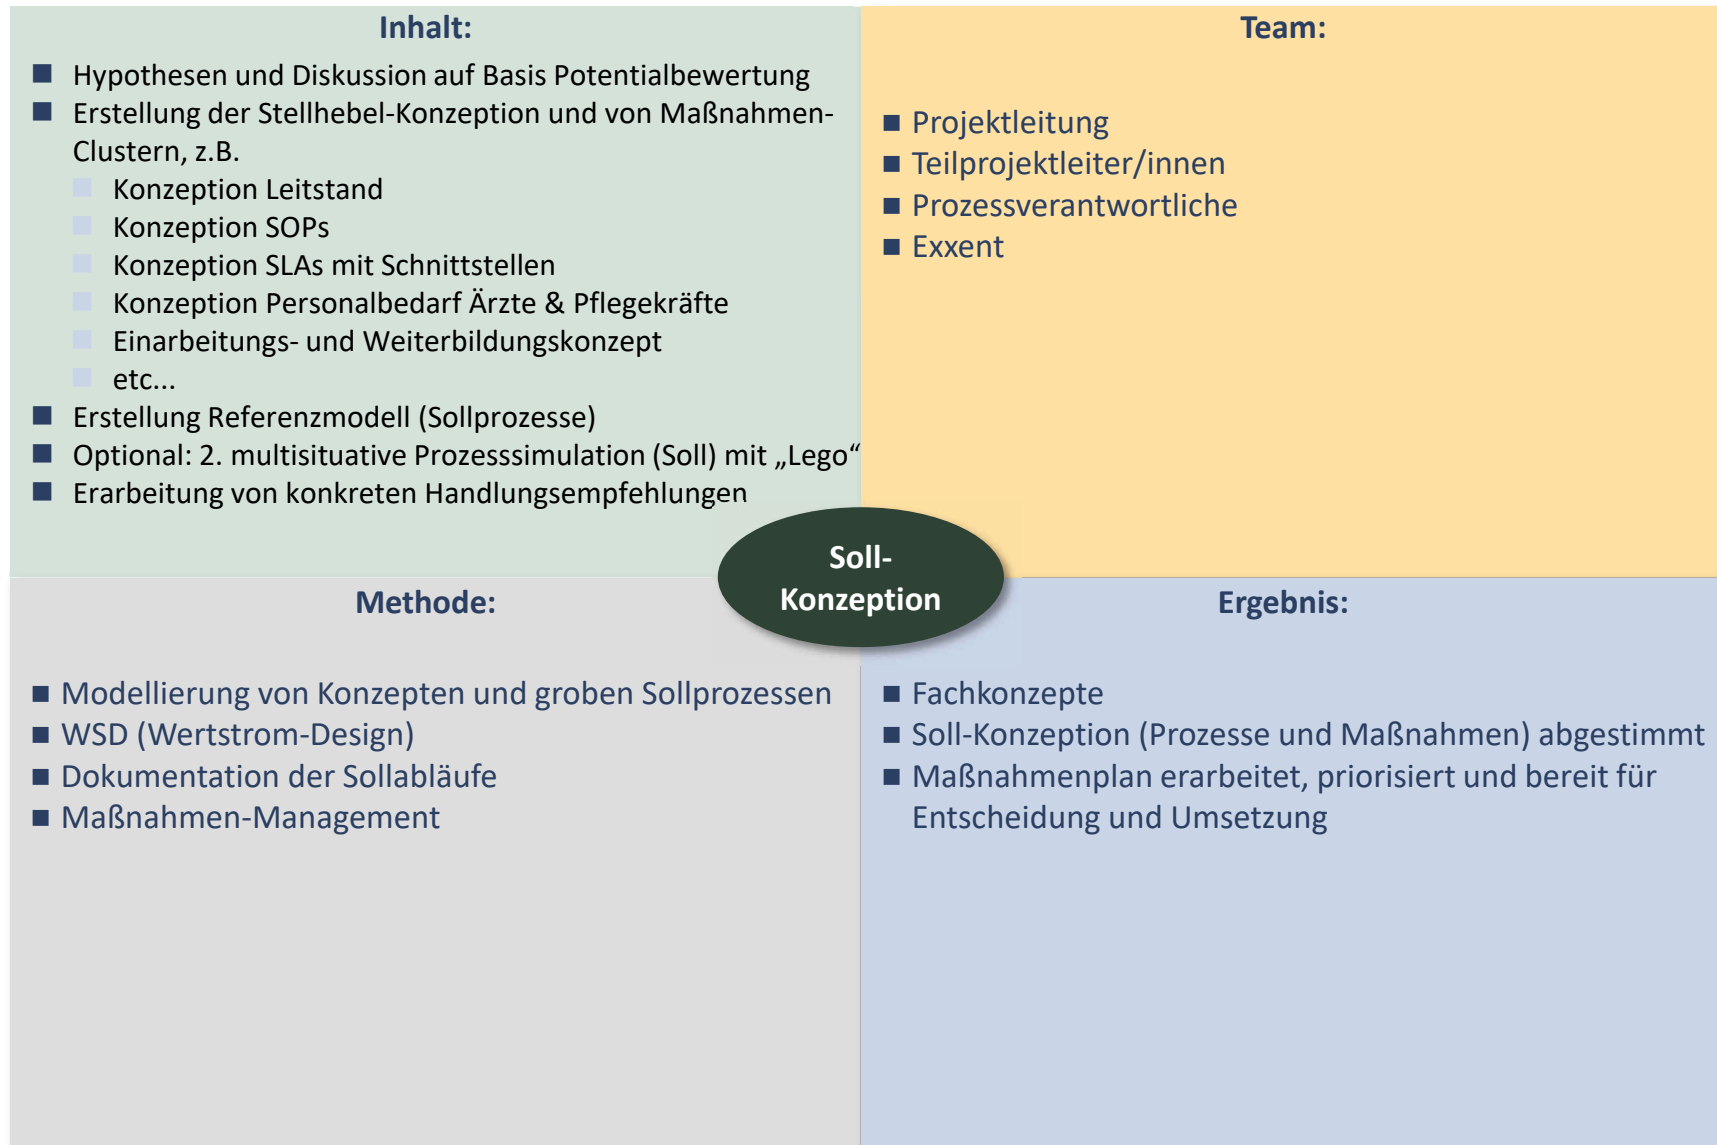 Inhalt:
Hypothesen und Diskussion auf Basis Potentialbewertung
Erstellung der Stellhebel-Konzeption und von Maßnahmen-
Clustern, z.B.
Konzeption Leitstand
Konzeption SOPs
Konzeption SLAs mit Schnittstellen
Konzeption Personalbedarf Ärzte & Pflegekräfte
Einarbeitungs- und Weiterbildungskonzept
etc...
Erstellung Referenzmodell (Sollprozesse)
Optional: 2. multisituative Prozesssimulation (Soll) mit „Lego“
Erarbeitung von konkreten Handlungsempfehlungen
Team:
Projektleitung
Teilprojektleiter/innen
Prozessverantwortliche
Exxent
Soll-
Konzeption
Methode:
Modellierung von Konzepten und groben Sollprozessen
WSD (Wertstrom-Design)
Dokumentation der Sollabläufe
Maßnahmen-Management
Ergebnis:
Fachkonzepte
Soll-Konzeption (Prozesse und Maßnahmen) abgestimmt
Maßnahmenplan erarbeitet, priorisiert und bereit für
Entscheidung und Umsetzung